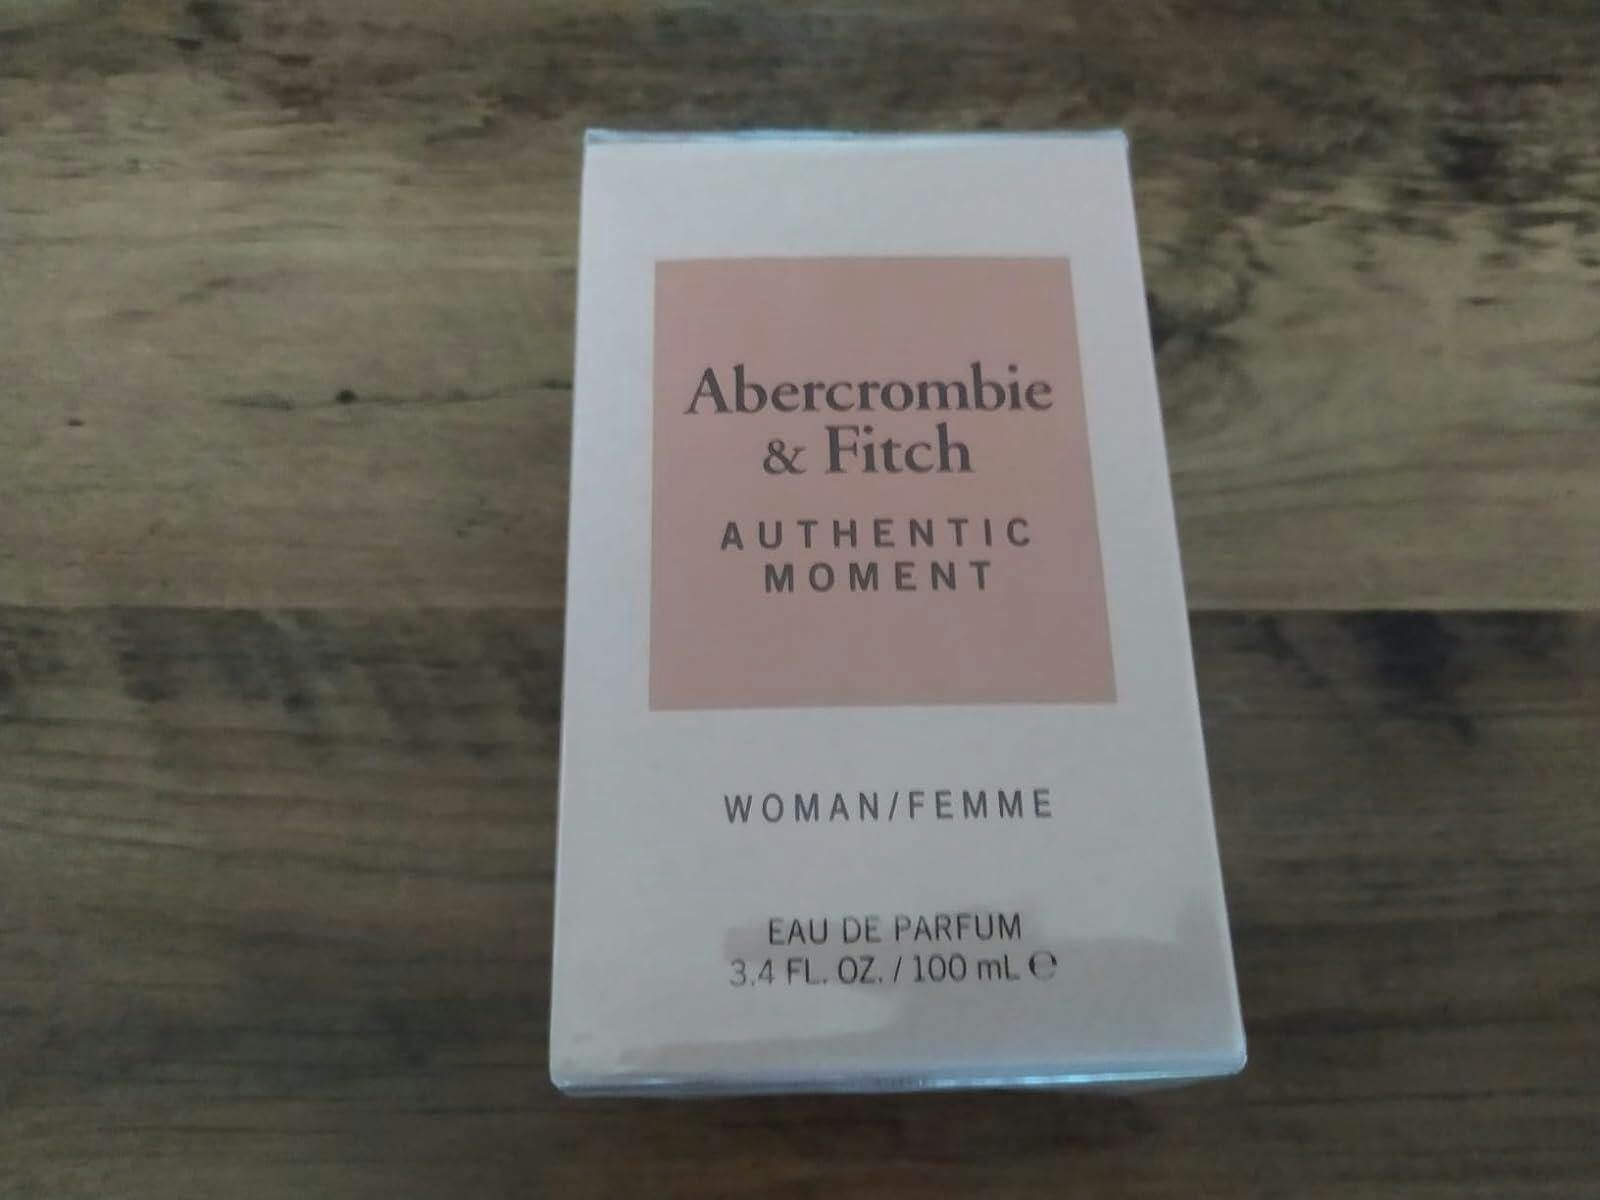 Abercrombie
& Fitch
AUTHENTIC
MOMENT
WOMAN/FEMME
EAU DE PARFUM
3.4 FL. OZ. / 100 mL ℮